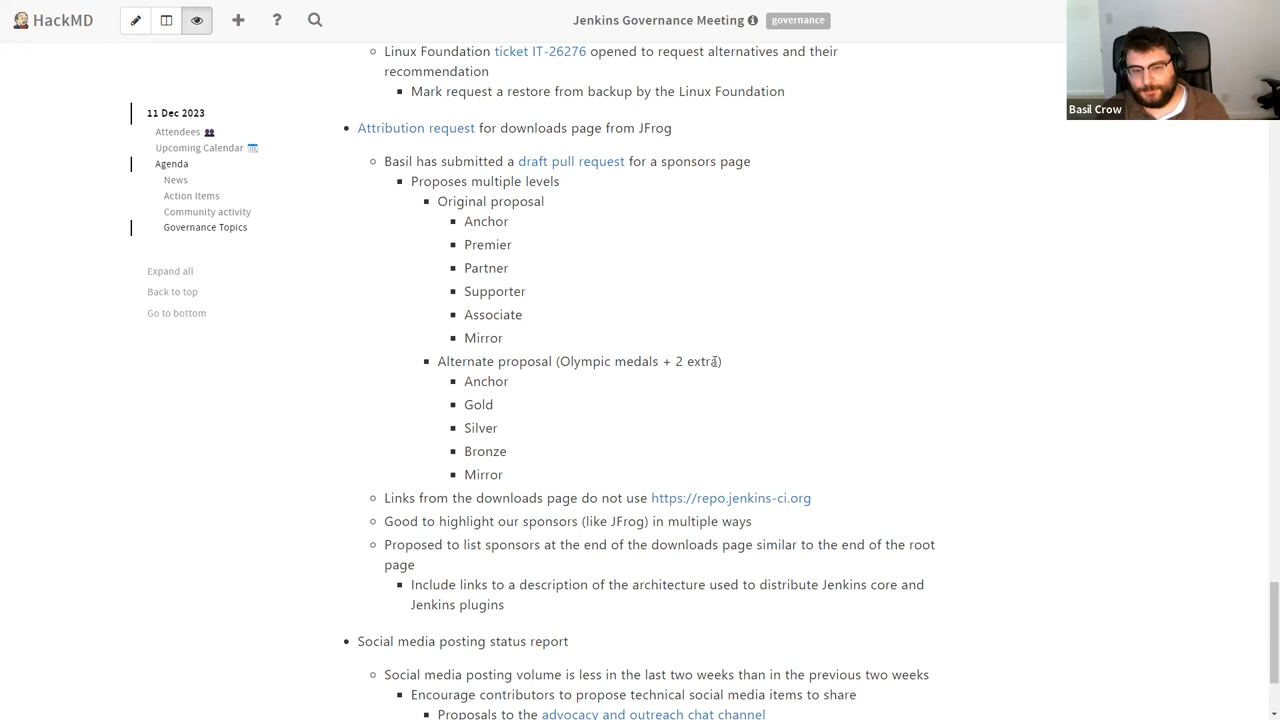 HackMD
Jenkins Governance Meeting
governance
Basil Crow
11 Dec 2023
Attendees
Upcoming Calendar
Agenda
News
Action Items
Community activity
Governance Topics
Expand all
Back to top
Go to bottom
Linux Foundation ticket IT-26276 opened to request alternatives and their
recommendation
Mark request a restore from backup by the Linux Foundation
Attribution request for downloads page from JFrog
Basil has submitted a draft pull request for a sponsors page
Proposes multiple levels
Original proposal
Anchor
Premier
Partner
Supporter
Associate
Mirror
Alternate proposal (Olympic medals + 2 extra)
Anchor
Gold
Silver
Bronze
Mirror
Links from the downloads page do not use https://repo.jenkins-ci.org
Good to highlight our sponsors (like JFrog) in multiple ways
Proposed to list sponsors at the end of the downloads page similar to the end of the root
page
Include links to a description of the architecture used to distribute Jenkins core and
Jenkins plugins
Social media posting status report
Social media posting volume is less in the last two weeks than in the previous two weeks
Encourage contributors to propose technical social media items to share
Proposals to the advocacy and outreach chat channel